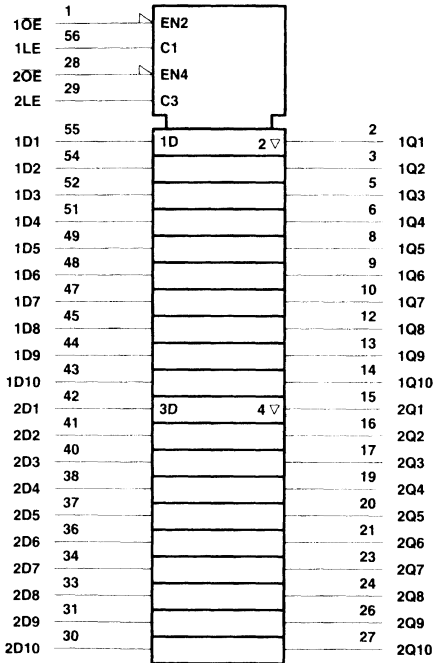 1O̅E̅ 1 EN2
1LE 56 C1
2O̅E̅ 28 EN4
2LE 29 C3
1D1 55 1D 2 ▽ 2 1Q1
1D2 54 3 1Q2
1D3 52 5 1Q3
1D4 51 6 1Q4
1D5 49 8 1Q5
1D6 48 9 1Q6
1D7 47 10 1Q7
1D8 45 12 1Q8
1D9 44 13 1Q9
1D10 43 14 1Q10
2D1 42 3D 4 ▽ 15 2Q1
2D2 41 16 2Q2
2D3 40 17 2Q3
2D4 38 19 2Q4
2D5 37 20 2Q5
2D6 36 21 2Q6
2D7 34 23 2Q7
2D8 33 24 2Q8
2D9 31 26 2Q9
2D10 30 27 2Q10